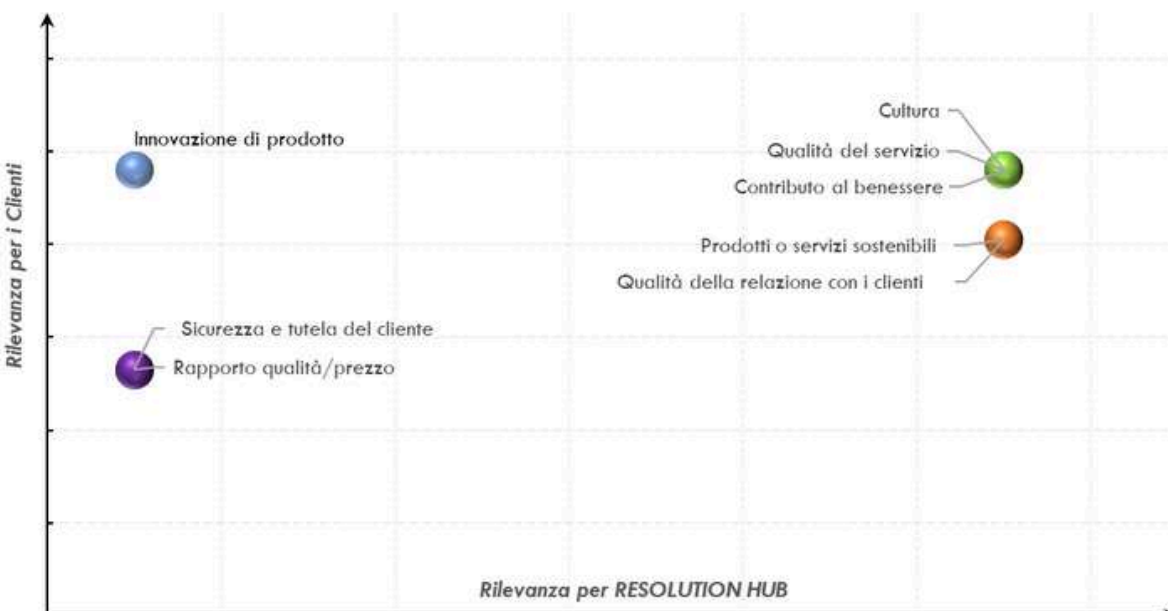 Cultura
Innovazione di prodotto
Qualità del servizio
Contributo al benessere
Prodotti o servizi sostenibili
Qualità della relazione con i clienti
Sicurezza e tutela del cliente
Rapporto qualità/prezzo
Rilevanza per i Clienti
Rilevanza per RESOLUTION HUB